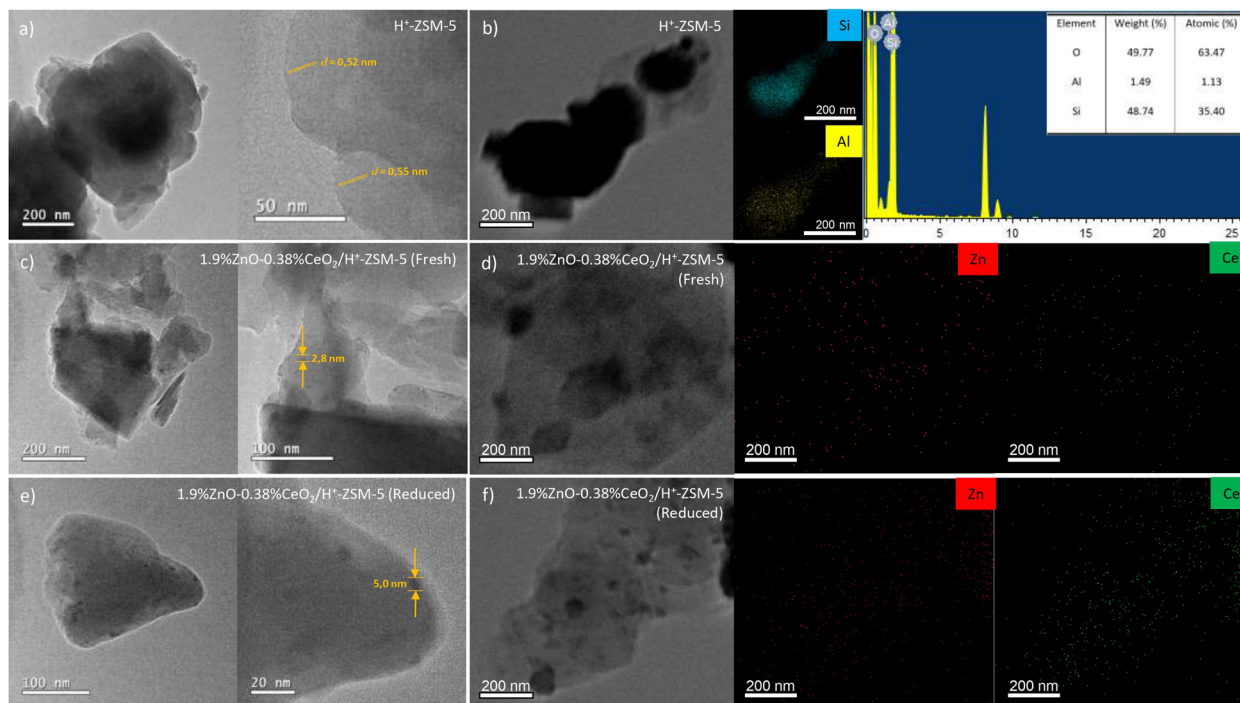 a)
H⁺-ZSM-5
d = 0,52 nm
d = 0,55 nm
200 nm
50 nm
b)
H⁺-ZSM-5
200 nm
Si
200 nm
Al
200 nm
O
Al
Si
Element Weight (%) Atomic (%)
O 49.77 63.47
Al 1.49 1.13
Si 48.74 35.40
0 5 10 15 20 25
c)
1.9%ZnO-0.38%CeO₂/H⁺-ZSM-5 (Fresh)
2,8 nm
200 nm
100 nm
d)
1.9%ZnO-0.38%CeO₂/H⁺-ZSM-5
(Fresh)
200 nm
Zn
200 nm
Ce
200 nm
e)
1.9%ZnO-0.38%CeO₂/H⁺-ZSM-5 (Reduced)
5,0 nm
100 nm
20 nm
f)
1.9%ZnO-0.38%CeO₂/H⁺-ZSM-5
(Reduced)
200 nm
Zn
200 nm
Ce
200 nm